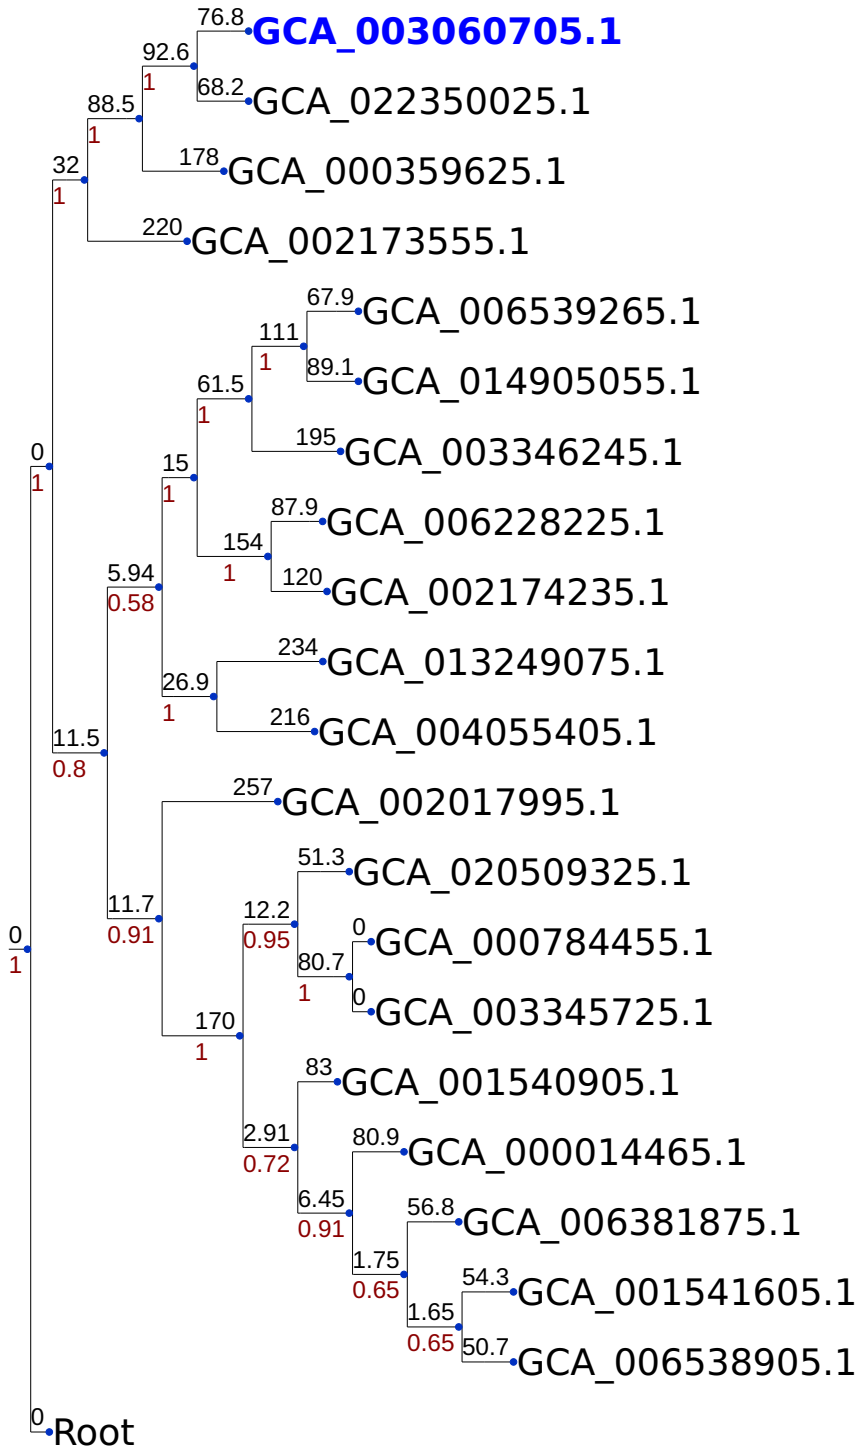 76.8
GCA_003060705.1
92.6
1
68.2
GCA_022350025.1
88.5
1
178
GCA_000359625.1
32
1
220
GCA_002173555.1
67.9
GCA_006539265.1
111
1
89.1
GCA_014905055.1
61.5
1
195
GCA_003346245.1
0
1
15
1
87.9
GCA_006228225.1
154
1
120
GCA_002174235.1
5.94
0.58
234
GCA_013249075.1
26.9
1
216
GCA_004055405.1
11.5
0.8
257
GCA_002017995.1
51.3
GCA_020509325.1
12.2
0.95
11.7
0.91
0
GCA_000784455.1
0
1
80.7
1
0
GCA_003345725.1
170
1
83
GCA_001540905.1
2.91
0.72
80.9
GCA_000014465.1
6.45
0.91
56.8
GCA_006381875.1
1.75
0.65
54.3
GCA_001541605.1
1.65
0.65
50.7
GCA_006538905.1
0
Root